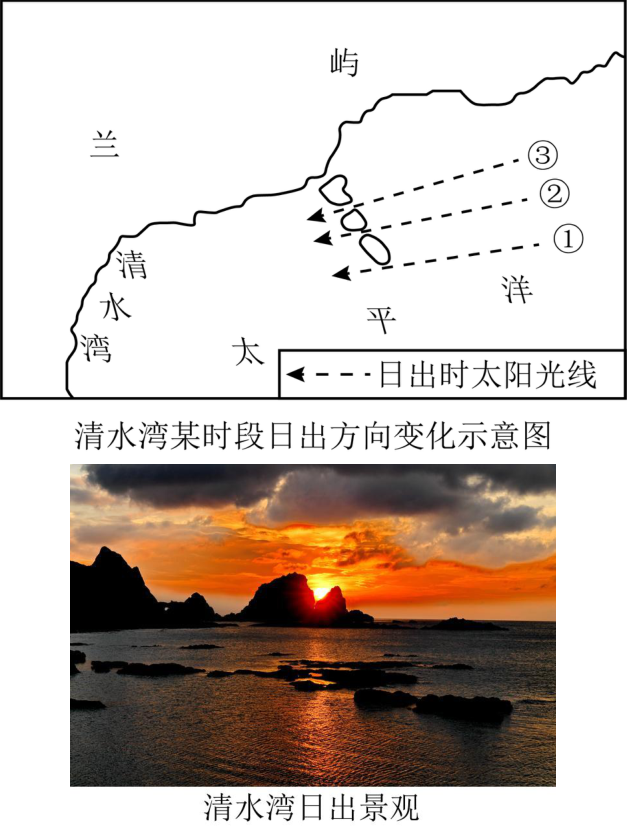 屿
兰
③
②
①
清
水
湾
洋
平
太
日出时太阳光线
清水湾某时段日出方向变化示意图
清水湾日出景观